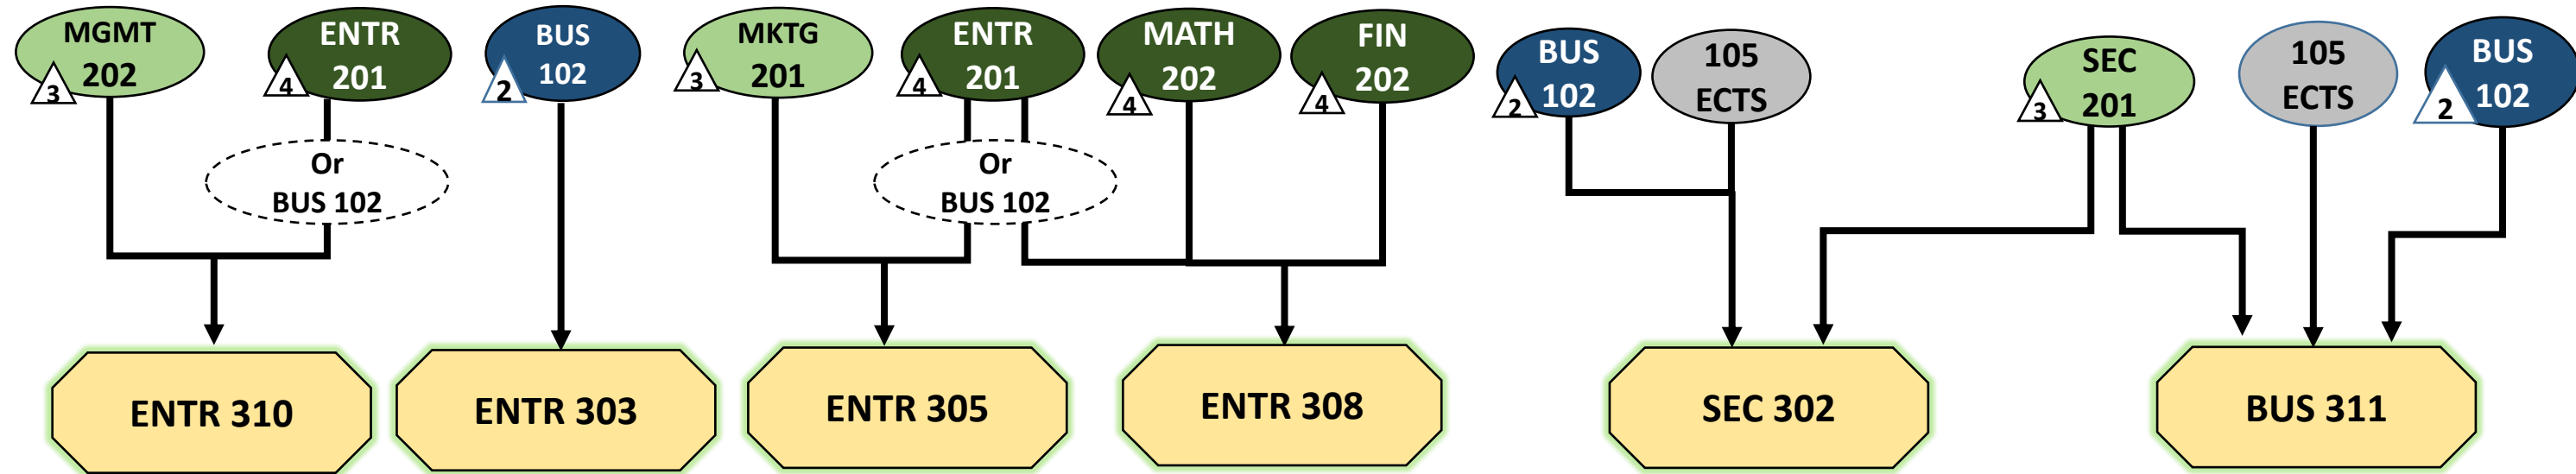 MGMT
202
3
ENTR
201
4
Or
BUS 102
BUS
102
2
MKTG
201
3
ENTR
201
4
Or
BUS 102
MATH
202
4
FIN
202
4
BUS
102
2
105
ECTS
SEC
201
3
105
ECTS
BUS
102
2
ENTR 310
ENTR 303
ENTR 305
ENTR 308
SEC 302
BUS 311